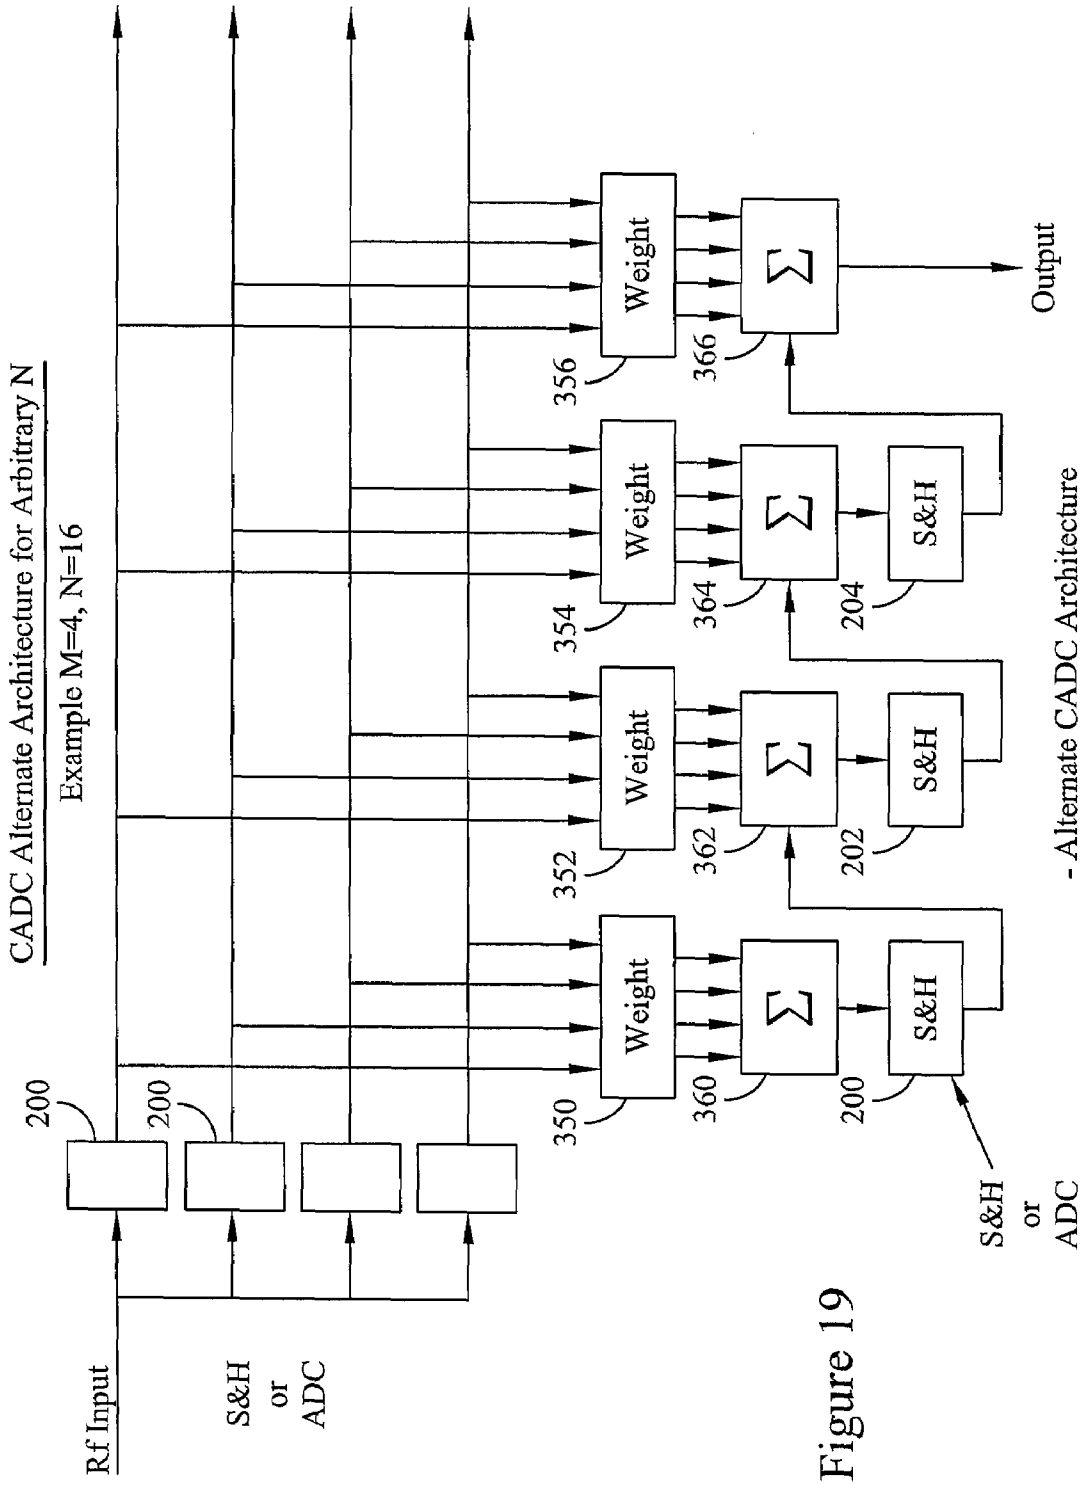 CADC Alternate Architecture for Arbitrary N
Example M=4, N=16
Rf Input
S&H
or
ADC
200
200
350
Weight
352
Weight
354
Weight
356
Weight
360
Σ
362
Σ
364
Σ
366
Σ
200
S&H
202
S&H
204
S&H
Output
S&H
or
ADC
- Alternate CADC Architecture
Figure 19